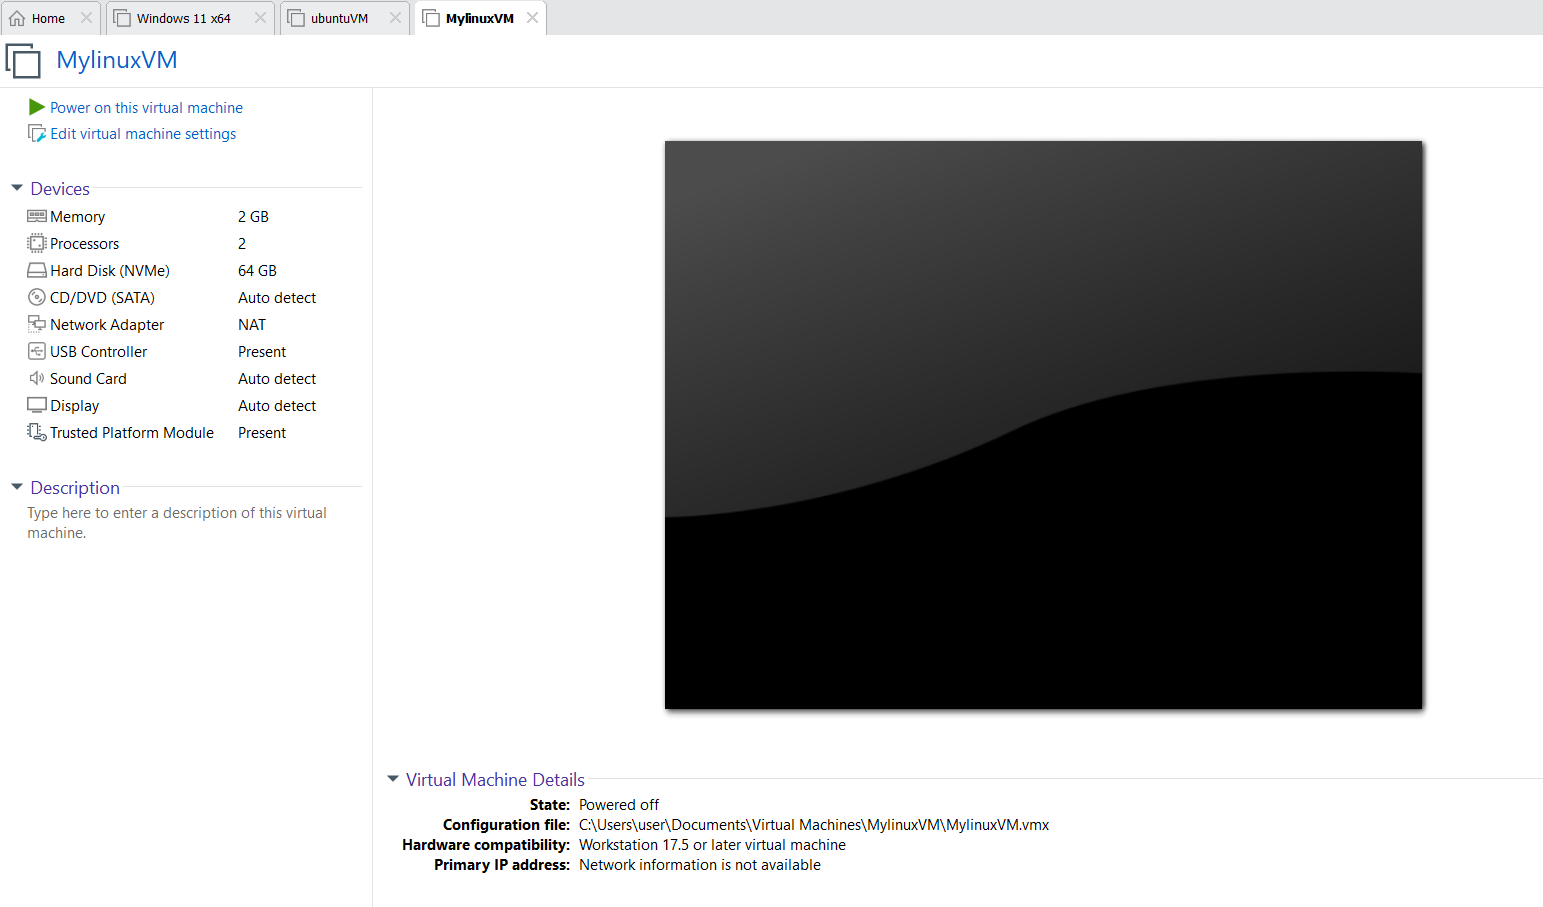 Home
Windows 11 x64
ubuntuVM
MylinuxVM
MylinuxVM
Power on this virtual machine
Edit virtual machine settings
Devices
Memory 2 GB
Processors 2
Hard Disk (NVMe) 64 GB
CD/DVD (SATA) Auto detect
Network Adapter NAT
USB Controller Present
Sound Card Auto detect
Display Auto detect
Trusted Platform Module Present
Description
Type here to enter a description of this virtual
machine.
Virtual Machine Details
State: Powered off
Configuration file: C:\Users\user\Documents\Virtual Machines\MylinuxVM\MylinuxVM.vmx
Hardware compatibility: Workstation 17.5 or later virtual machine
Primary IP address: Network information is not available